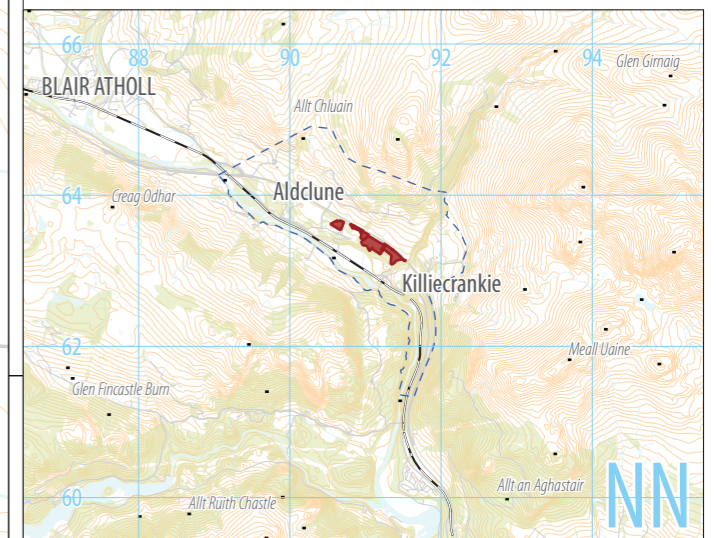 66
88
90
92
94
Glen Girnaig
BLAIR ATHOLL
Allt Chluain
64
Creag Odhar
Aldclune
Killiecrankie
62
Meall Uaine
Glen Fincastle Burn
Allt an Aghastair
60
Allt Ruith Chastle
NN